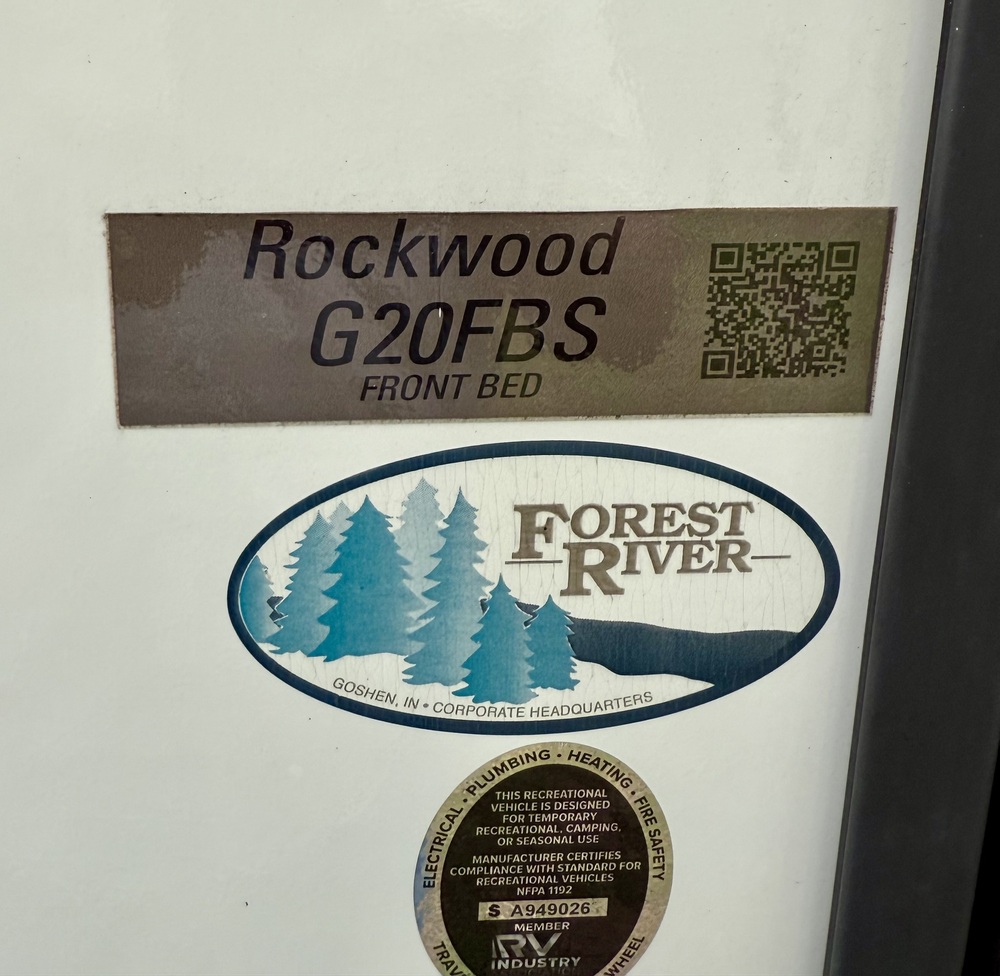 Rockwood
G20FBS
FRONT BED
FOREST
RIVER
GOSHEN, IN • CORPORATE HEADQUARTERS
ELECTRICAL • PLUMBING • HEATING • FIRE SAFETY
THIS RECREATIONAL
VEHICLE IS DESIGNED
FOR TEMPORARY
RECREATIONAL, CAMPING,
OR SEASONAL USE
MANUFACTURER CERTIFIES
COMPLIANCE WITH STANDARD FOR
RECREATIONAL VEHICLES
NFPA 1192
S A949026
MEMBER
RV
INDUSTRY
WHEEL